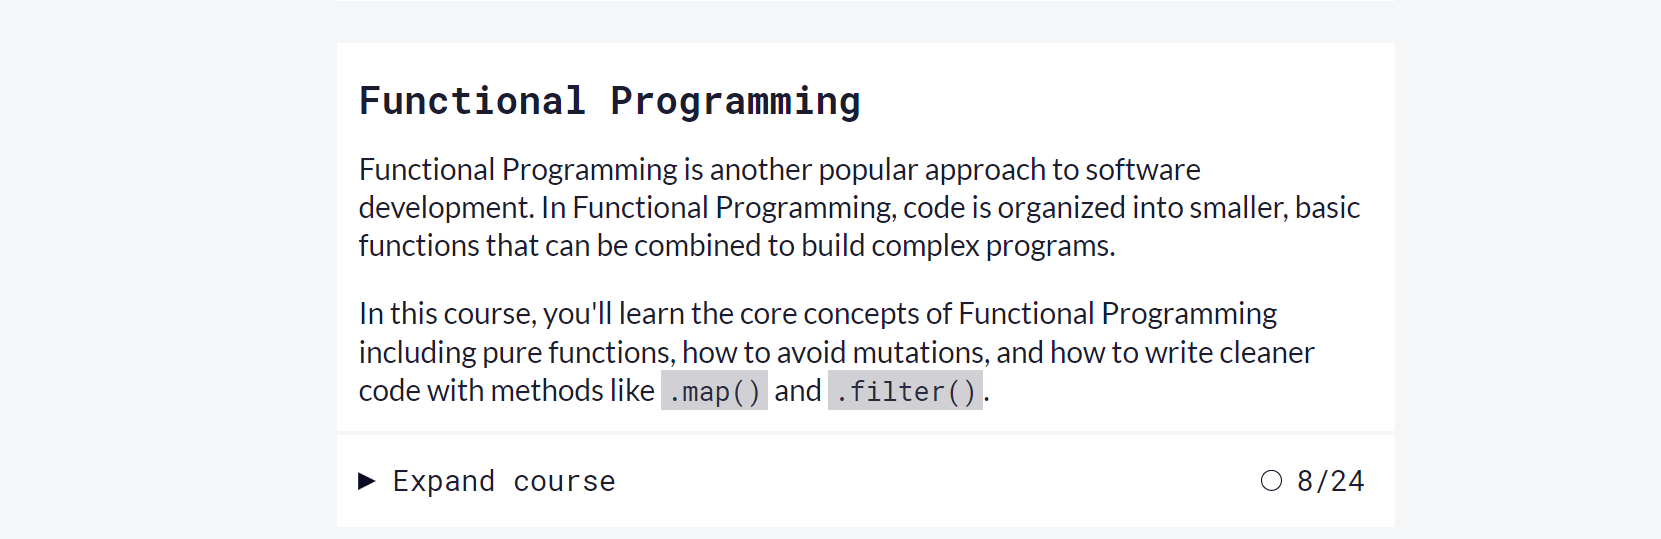 Functional Programming
Functional Programming is another popular approach to software
development. In Functional Programming, code is organized into smaller, basic
functions that can be combined to build complex programs.
In this course, you'll learn the core concepts of Functional Programming
including pure functions, how to avoid mutations, and how to write cleaner
code with methods like .map() and .filter().
Expand course 8/24